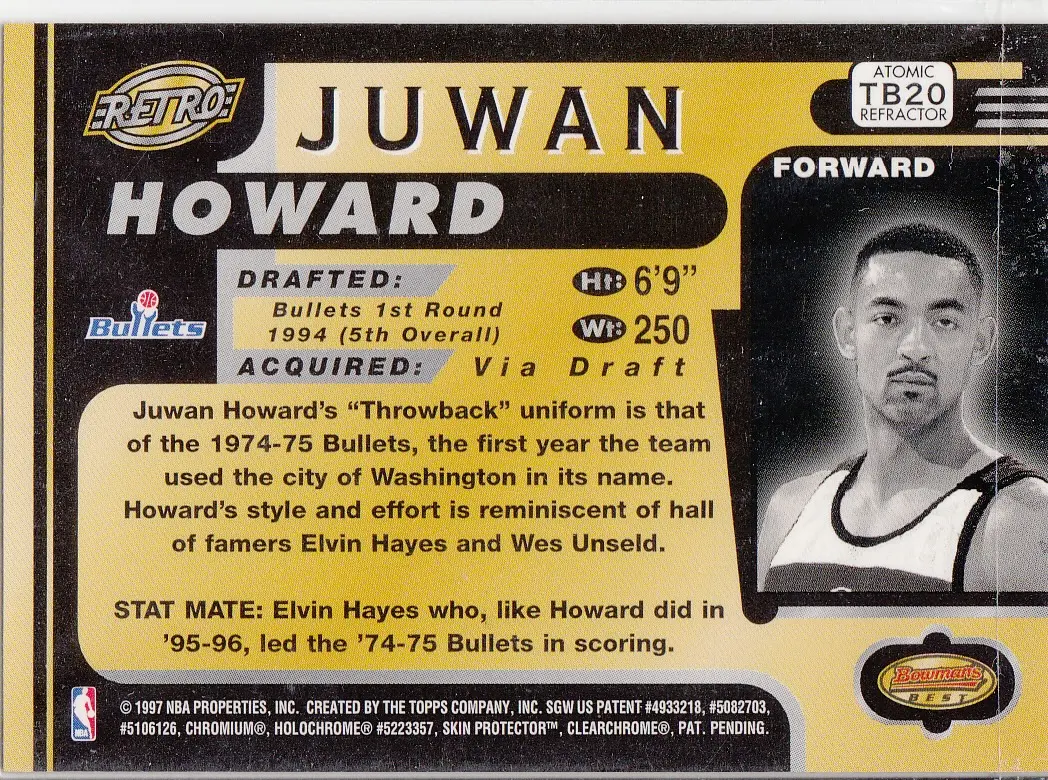 RETRO
JUWAN
ATOMIC
TB20
REFRACTOR
FORWARD
HOWARD
DRAFTED:
Bullets 1st Round
1994 (5th Overall)
Ht: 6'9"
Wt: 250
Bullets
ACQUIRED: Via Draft
Juwan Howard's "Throwback" uniform is that
of the 1974-75 Bullets, the first year the team
used the city of Washington in its name.
Howard's style and effort is reminiscent of hall
of famers Elvin Hayes and Wes Unseld.
STAT MATE: Elvin Hayes who, like Howard did in
'95-96, led the '74-75 Bullets in scoring.
Bowman's
BEST
NBA
© 1997 NBA PROPERTIES, INC. CREATED BY THE TOPPS COMPANY, INC. SGW US PATENT #4933218, #5082703,
#5106126, CHROMIUM®, HOLOCHROME® #5223357, SKIN PROTECTOR™, CLEARCHROME®, PAT. PENDING.